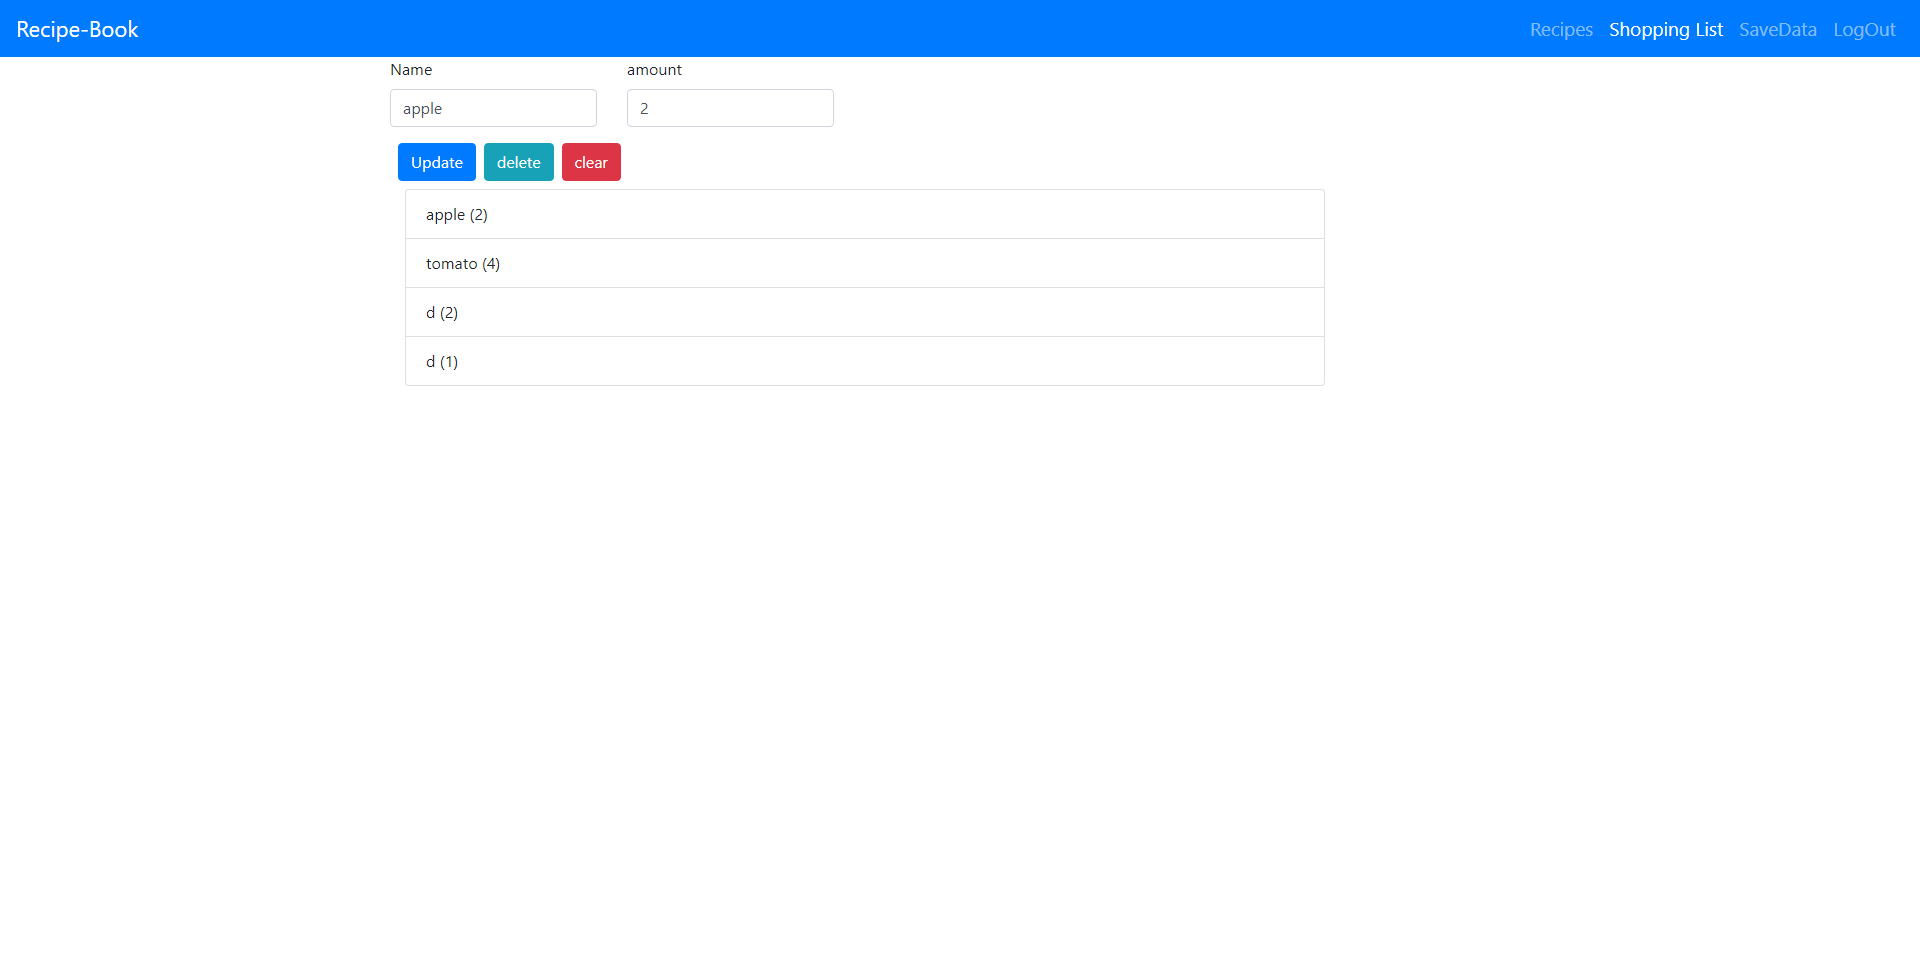 Recipe-Book Recipes Shopping List SaveData LogOut
Name amount
apple 2
Update delete clear
apple (2)
tomato (4)
d (2)
d (1)